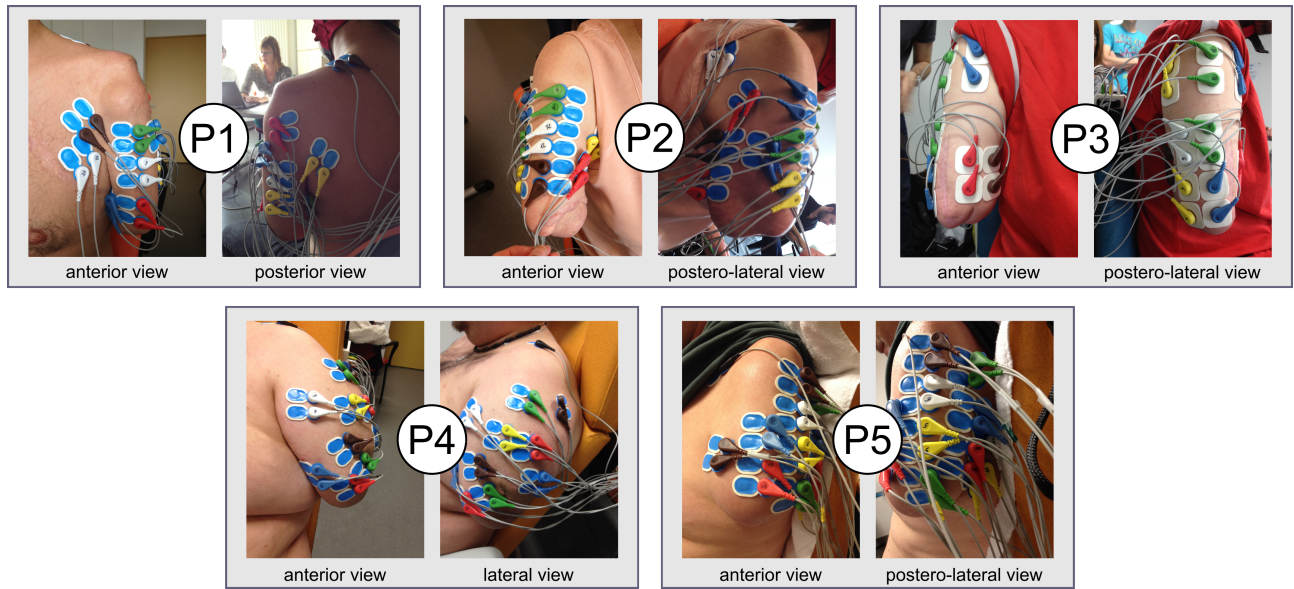 P1
anterior view
posterior view
P2
anterior view
postero-lateral view
P3
anterior view
postero-lateral view
P4
anterior view
lateral view
P5
anterior view
postero-lateral view